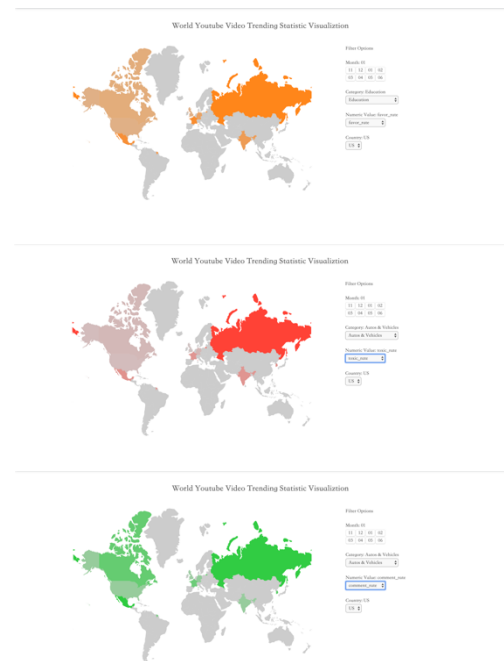 World Youtube Video Trending Statistic Visualiztion
Filter Options
Month: 01
11 12 01 02
03 04 05 06
Category: Education
Education
Numeric Value: fever_rate
fever_rate
Country: US
US
World Youtube Video Trending Statistic Visualiztion
Filter Options
Month: 01
11 12 01 02
03 04 05 06
Category: Autos & Vehicles
Autos & Vehicles
Country: US
US
World Youtube Video Trending Statistic Visualiztion
Filter Options
Month: 01
11 12 01 02
03 04 05 06
Category: Autos & Vehicles
Autos & Vehicles
Numeric Value: comment_rate
comment_rate
Country: US
US